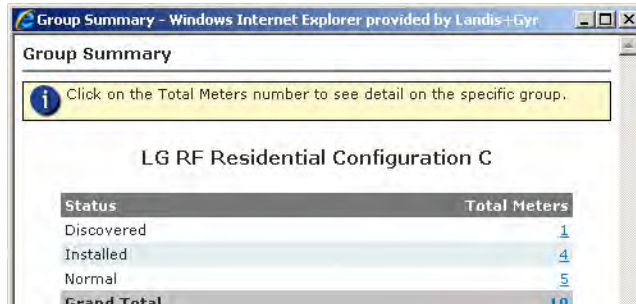 Group Summary - Windows Internet Explorer provided by Landis+Gyr
Group Summary
Click on the Total Meters number to see detail on the specific group.
LG RF Residential Configuration C
Status Total Meters
Discovered 1
Installed 4
Normal 5
Grand Total 10